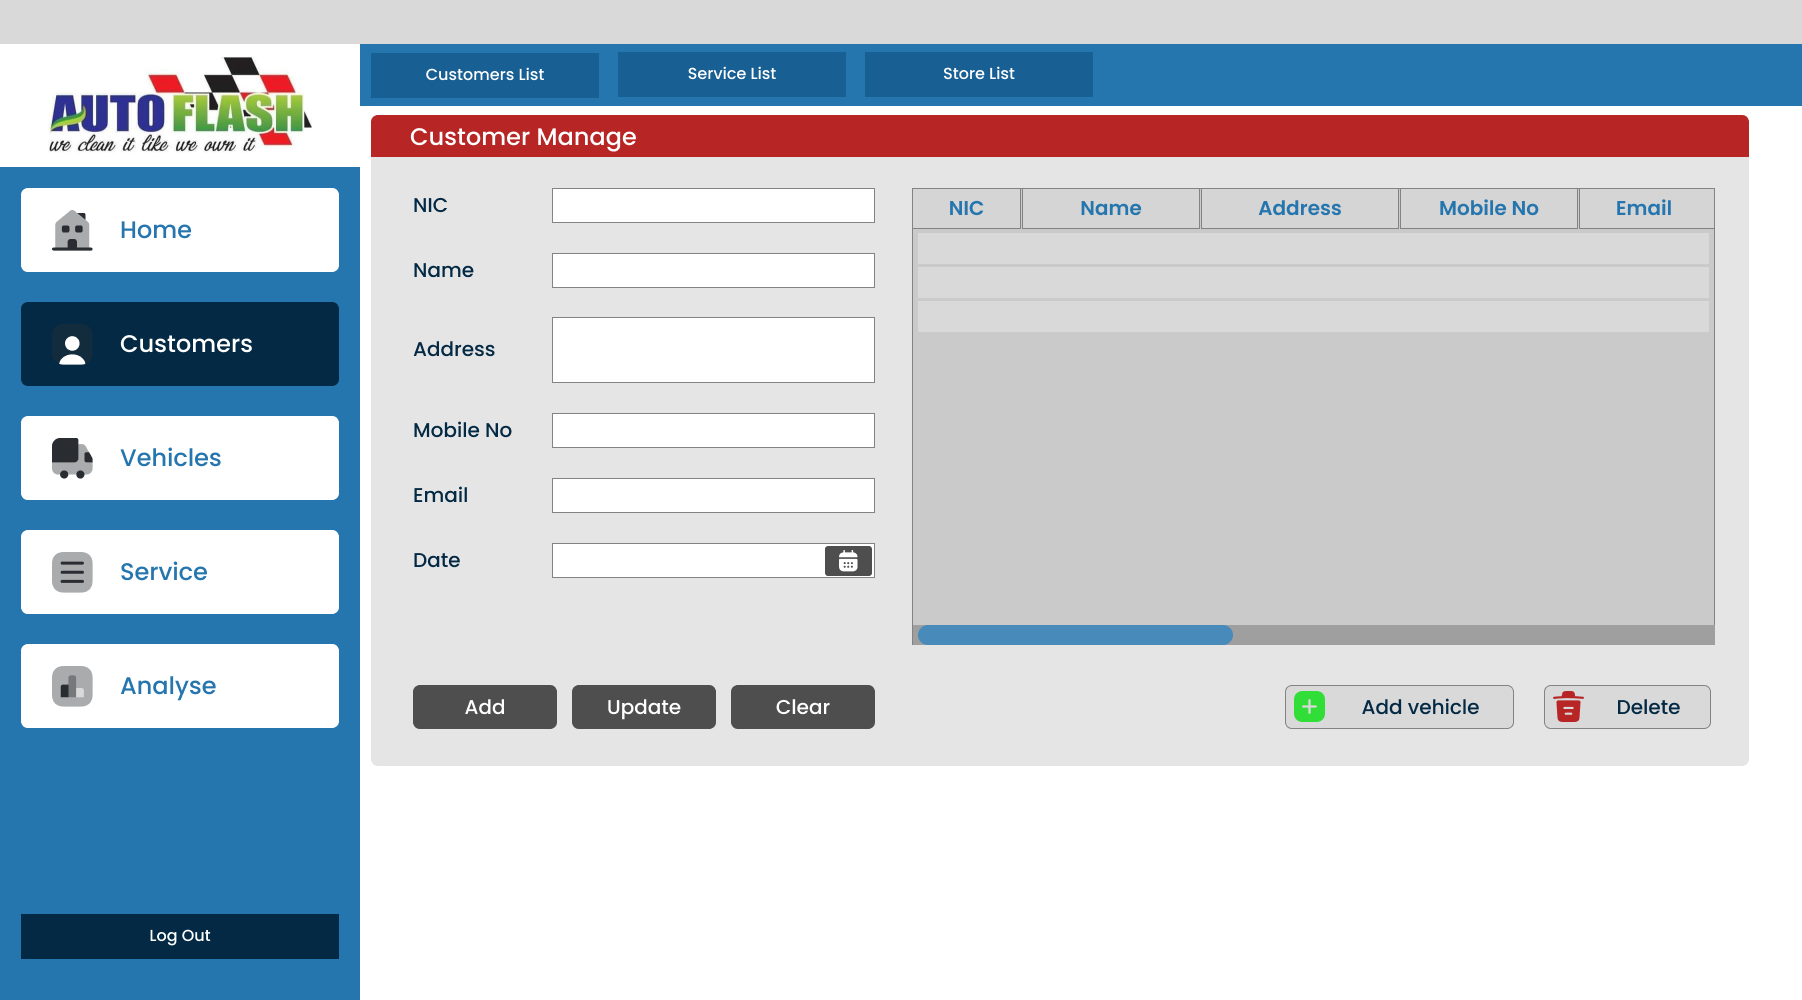 AUTO FLASH
we clean it like we own it
Customers List
Service List
Store List
Home
Customers
Vehicles
Service
Analyse
Log Out
Customer Manage
NIC
Name
Address
Mobile No
Email
Date
NIC Name Address Mobile No Email
Add
Update
Clear
Add vehicle
Delete